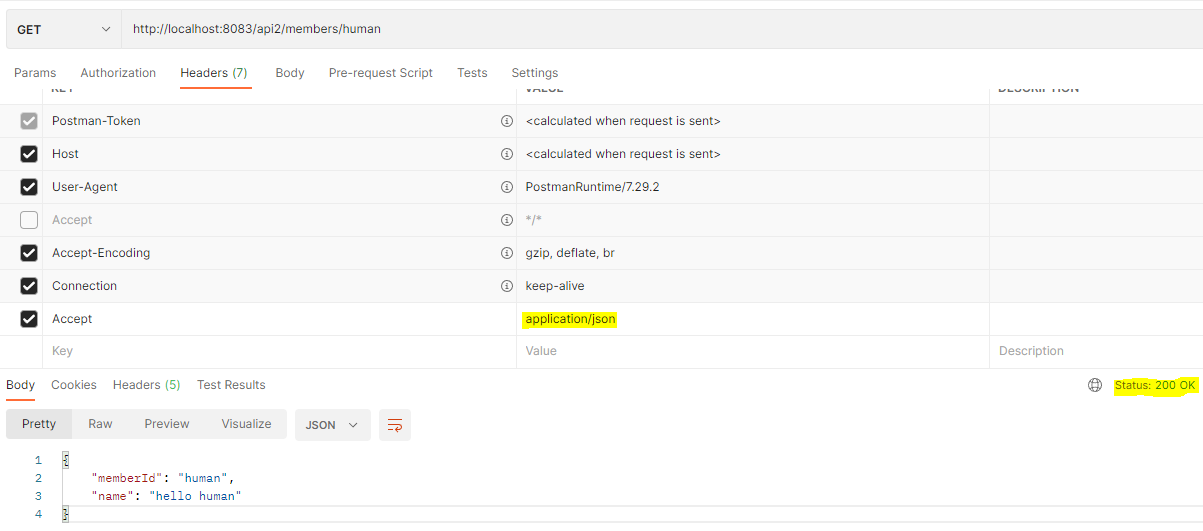 GET http://localhost:8083/api2/members/human
Params Authorization Headers (7) Body Pre-request Script Tests Settings
KEY VALUE DESCRIPTION
Postman-Token <calculated when request is sent>
Host <calculated when request is sent>
User-Agent PostmanRuntime/7.29.2
Accept */*
Accept-Encoding gzip, deflate, br
Connection keep-alive
Accept application/json
Key Value Description
Body Cookies Headers (5) Test Results Status: 200 OK
Pretty Raw Preview Visualize JSON
1 {
2 "memberId": "human",
3 "name": "hello human"
4 }